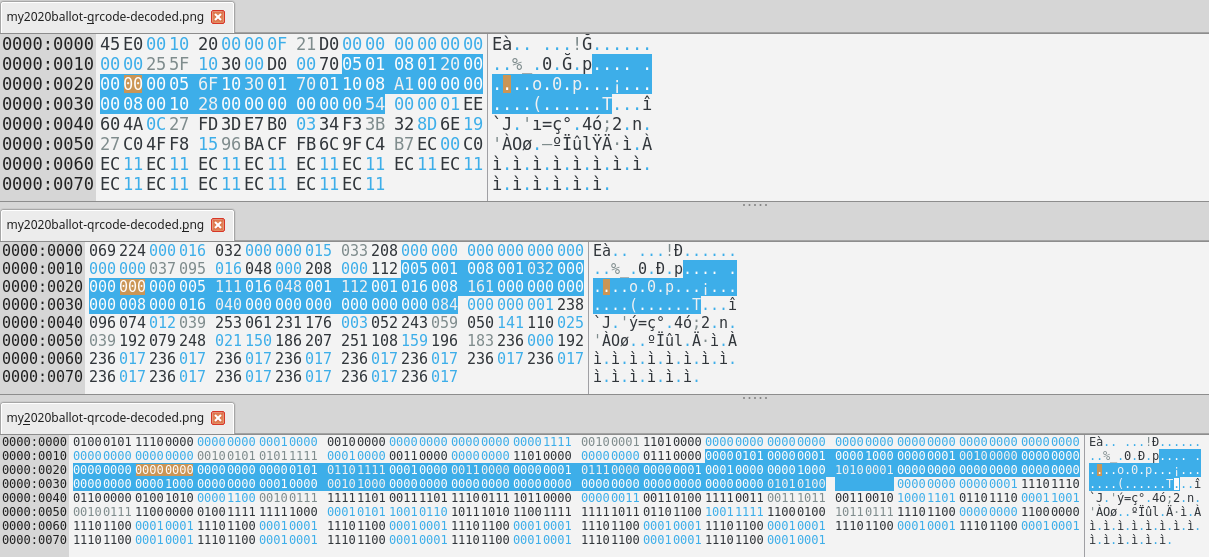 my2020ballot-qrcode-decoded.png
0000:0000 45 E0 00 10 20 00 00 0F 21 D0 00 00 00 00 00 00 Eà.. ...!Ğ......
0000:0010 00 00 25 5F 10 30 00 D0 00 70 05 01 08 01 20 00 ..%_.0.Ğ.p.... .
0000:0020 00 00 00 05 6F 10 30 01 70 01 10 08 A1 00 00 00 ....o.0.p...¡...
0000:0030 00 08 00 10 28 00 00 00 00 00 00 54 00 00 01 EE ....(......T...î
0000:0040 60 4A 0C 27 FD 3D E7 B0 03 34 F3 3B 32 8D 6E 19 `J.'ı=ç°.4ó;2.n.
0000:0050 27 C0 4F F8 15 96 BA CF FB 6C 9F C4 B7 EC 00 C0 'ÀOø.–ºÏûlŸÄ·ì.À
0000:0060 EC 11 EC 11 EC 11 EC 11 EC 11 EC 11 EC 11 EC 11 ì.ì.ì.ì.ì.ì.ì.ì.
0000:0070 EC 11 EC 11 EC 11 EC 11 EC 11 EC 11 ì.ì.ì.ì.ì.ì.
my2020ballot-qrcode-decoded.png
0000:0000 069 224 000 016 032 000 000 015 033 208 000 000 000 000 000 000 Eà.. ...!Ð......
0000:0010 000 000 037 095 016 048 000 208 000 112 005 001 008 001 032 000 ..%_.0.Ð.p.... .
0000:0020 000 000 000 005 111 016 048 001 112 001 016 008 161 000 000 000 ....o.0.p...¡...
0000:0030 000 008 000 016 040 000 000 000 000 000 000 084 000 000 001 238 ....(......T...î
0000:0040 096 074 012 039 253 061 231 176 003 052 243 059 050 141 110 025 `J.'ý=ç°.4ó;2.n.
0000:0050 039 192 079 248 021 150 186 207 251 108 159 196 183 236 000 192 'ÀOø..ºÏûl.Ä·ì.À
0000:0060 236 017 236 017 236 017 236 017 236 017 236 017 236 017 236 017 ì.ì.ì.ì.ì.ì.ì.ì.
0000:0070 236 017 236 017 236 017 236 017 236 017 236 017 ì.ì.ì.ì.ì.ì.
my2020ballot-qrcode-decoded.png
0000:0000 01000101 11100000 00000000 00010000 00100000 00000000 00000000 00001111 00100001 11010000 00000000 00000000 00000000 00000000 00000000 00000000 Eà.. ...!Ð......
0000:0010 00000000 00000000 00100101 01011111 00010000 00110000 00000000 11010000 00000000 01110000 00000101 00000001 00001000 00000001 00100000 00000000 ..%_.0.Ð.p.... .
0000:0020 00000000 00000000 00000000 00000101 01101111 00010000 00110000 00000001 01110000 00000001 00010000 00001000 10100001 00000000 00000000 00000000 ....o.0.p...¡...
0000:0030 00000000 00001000 00000000 00010000 00101000 00000000 00000000 00000000 00000000 00000000 00000000 01010100 00000000 00000000 00000001 11101110 ....(......T...î
0000:0040 01100000 01001010 00001100 00100111 11111101 00111101 11100111 10110000 00000011 00110100 11110011 00111011 00110010 10001101 01101110 00011001 `J.'ý=ç°.4ó;2.n.
0000:0050 00100111 11000000 01001111 11111000 00010101 10010110 10111010 11001111 11111011 01101100 10011111 11000100 10110111 11101100 00000000 11000000 'ÀOø..ºÏûl.Ä·ì.À
0000:0060 11101100 00010001 11101100 00010001 11101100 00010001 11101100 00010001 11101100 00010001 11101100 00010001 11101100 00010001 11101100 00010001 ì.ì.ì.ì.ì.ì.ì.ì.
0000:0070 11101100 00010001 11101100 00010001 11101100 00010001 11101100 00010001 11101100 00010001 11101100 00010001 ì.ì.ì.ì.ì.ì.